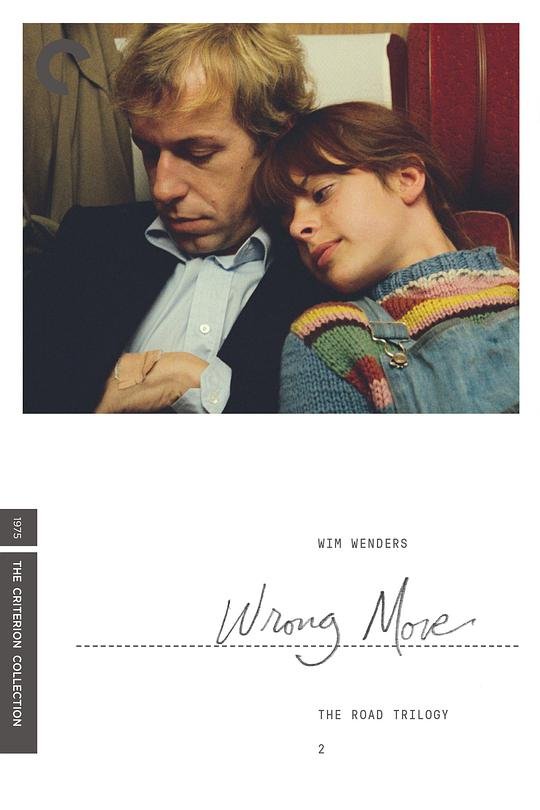 WIM WENDERS
Wrong Move
THE ROAD TRILOGY
2
1975
THE CRITERION COLLECTION